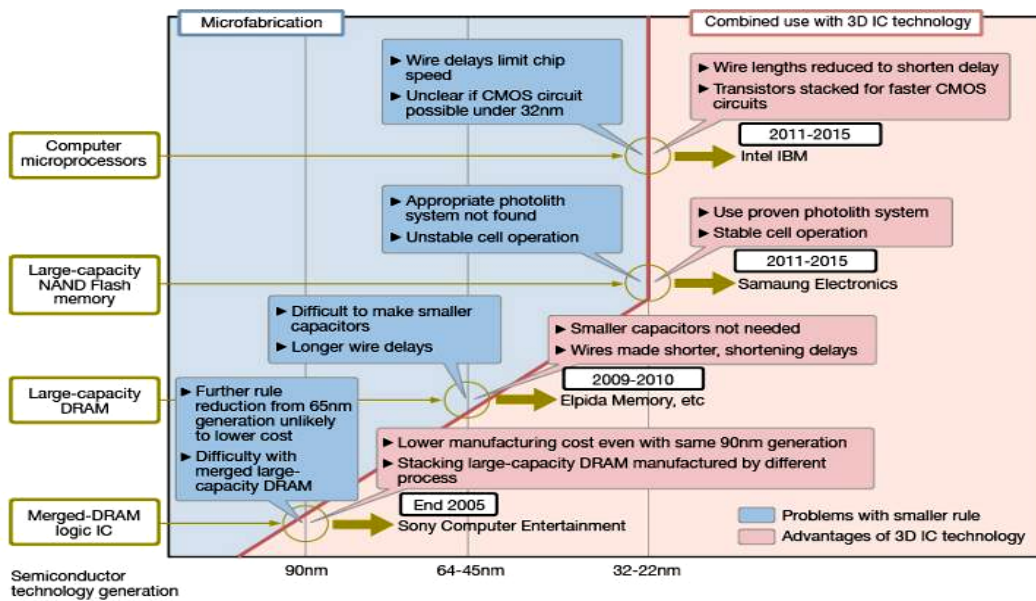 Microfabrication
Combined use with 3D IC technology
► Wire delays limit chip
speed
► Unclear if CMOS circuit
possible under 32nm
► Wire lengths reduced to shorten delay
► Transistors stacked for faster CMOS
circuits
Computer
microprocessors
2011-2015
Intel IBM
► Appropriate photolith
system not found
► Unstable cell operation
► Use proven photolith system
► Stable cell operation
Large-capacity
NAND Flash
memory
2011-2015
Samaung Electronics
► Difficult to make smaller
capacitors
► Longer wire delays
► Smaller capacitors not needed
► Wires made shorter, shortening delays
Large-capacity
DRAM
2009-2010
Elpida Memory, etc
► Further rule
reduction from 65nm
generation unlikely
to lower cost
► Difficulty with
merged large-
capacity DRAM
► Lower manufacturing cost even with same 90nm generation
► Stacking large-capacity DRAM manufactured by different
process
Merged-DRAM
logic IC
End 2005
Sony Computer Entertainment
Problems with smaller rule
Advantages of 3D IC technology
Semiconductor
technology generation
90nm
64-45nm
32-22nm